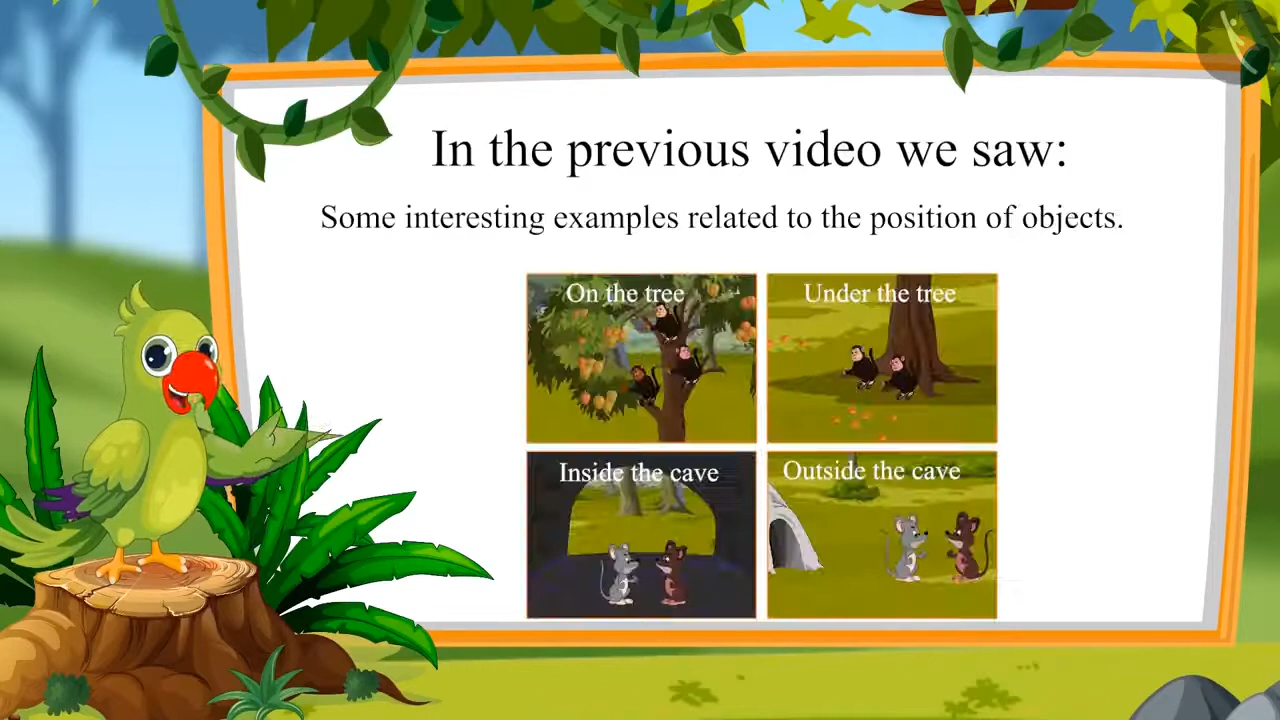 In the previous video we saw:
Some interesting examples related to the position of objects.
On the tree
Under the tree
Inside the cave
Outside the cave